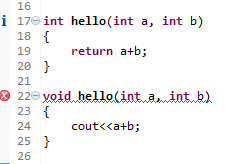 16
17 int hello(int a, int b)
18 {
19     return a+b;
20 }
21
22 void hello(int a, int b)
23 {
24     cout<<a+b;
25 }
26